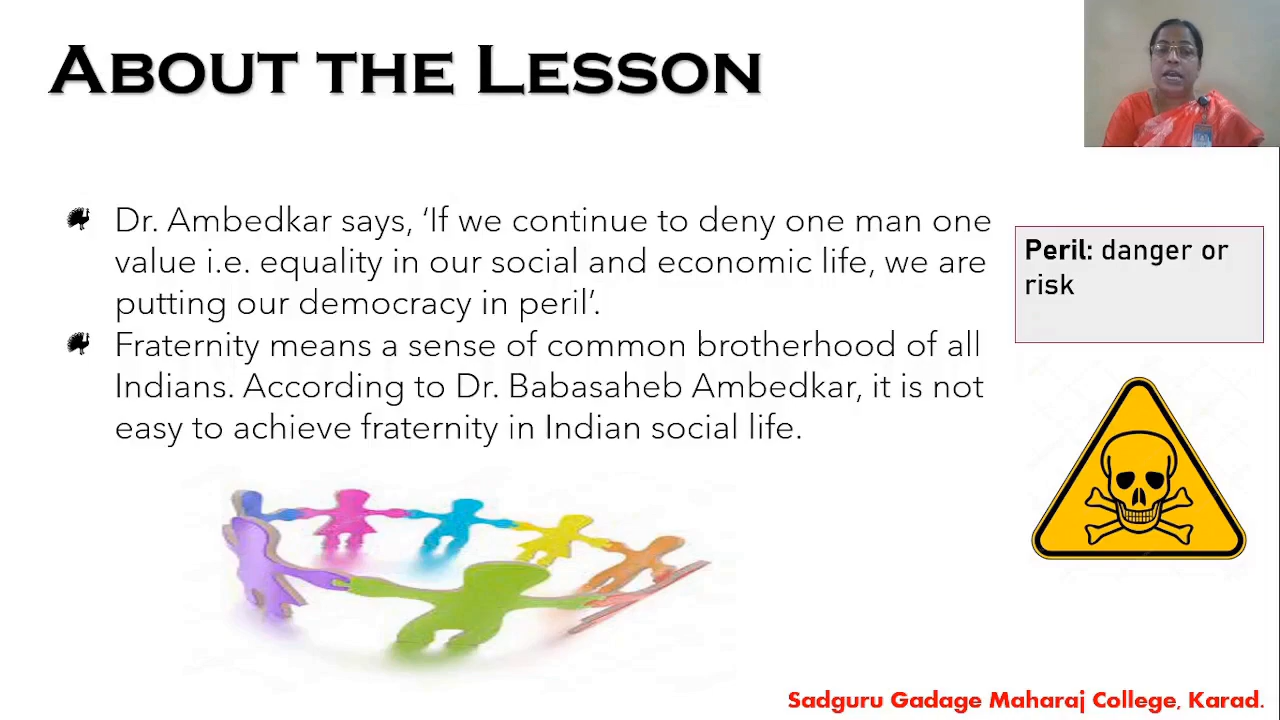 ABOUT THE LESSON
Dr. Ambedkar says, ‘If we continue to deny one man one
value i.e. equality in our social and economic life, we are
putting our democracy in peril’.
Fraternity means a sense of common brotherhood of all
Indians. According to Dr. Babasaheb Ambedkar, it is not
easy to achieve fraternity in Indian social life.
Peril: danger or
risk
Sadguru Gadage Maharaj College, Karad.